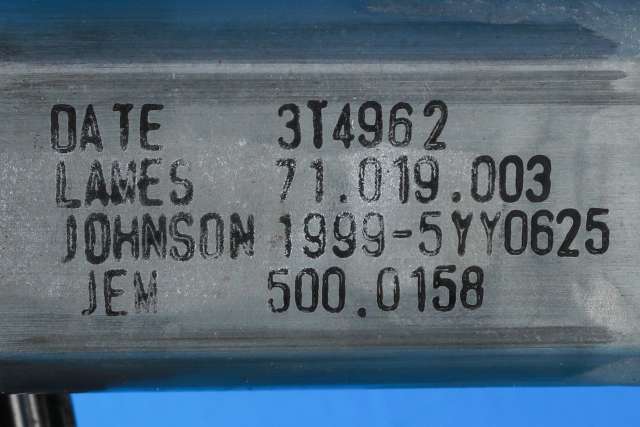 DATE 3T4962
LAMES 71.019.003
JOHNSON 1999-5YY0625
JEM 500.0158